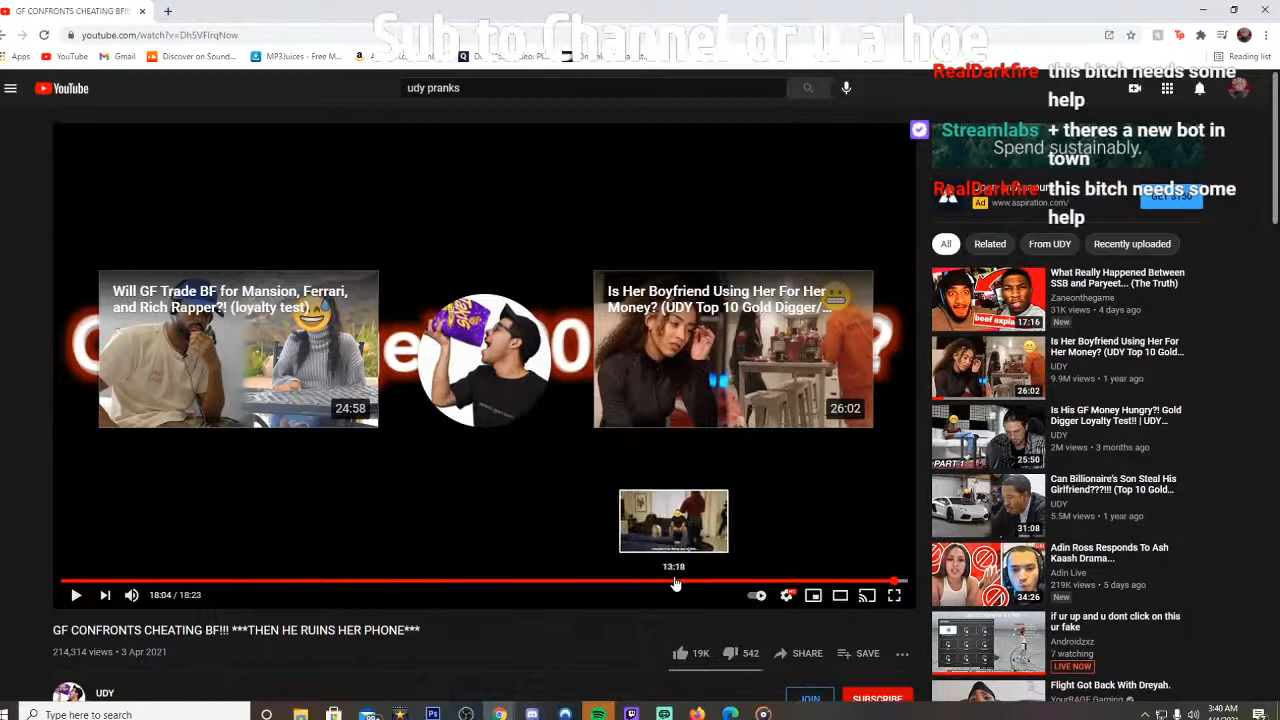 GF CONFRONTS CHEATING BF!!!
youtube.com/watch?v=Dh5VFIrqNow
Sub to Channel or u a hoe
Apps
YouTube
Gmail
Discover - Soundb...
MP3Juices - Free M...
Reading list
YouTube
udy pranks
RealDarkfire this bitch needs some
help
Streamlabs + theres a new bot in
town
Spend sustainably.
RealDarkfire this bitch needs some
help
Ad www.aspiration.com/
GET $150
All
Related
From UDY
Recently uploaded
Will GF Trade BF for Mansion, Ferrari,
and Rich Rapper?! (loyalty test)
24:58
Is Her Boyfriend Using Her For Her
Money? (UDY Top 10 Gold Digger/...
26:02
13:18
18:04 / 18:23
GF CONFRONTS CHEATING BF!!! ***THEN HE RUINS HER PHONE***
214,314 views • 3 Apr 2021
19K
542
SHARE
SAVE
UDY
JOIN
SUBSCRIBE
beef expla
17:16
What Really Happened Between
SSB and Paryeet... (The Truth)
Zaneonthegame
31K views • 4 days ago
New
26:02
Is Her Boyfriend Using Her For Her
Money? (UDY Top 10 Gold...
UDY
9.9M views • 1 year ago
PART 1
25:50
Is His GF Money Hungry?! Gold
Digger Loyalty Test!! | UDY...
UDY
2M views • 3 months ago
31:08
Can Billionaire's Son Steal His
Girlfriend???!!! (Top 10 Gold...
UDY
5.5M views • 1 year ago
34:26
Adin Ross Responds To Ash
Kaash Drama...
Adin Live
219K views • 5 days ago
New
if ur up and u dont click on this
ur fake
Androidzxz
7 watching
LIVE NOW
Flight Got Back With Dreyah.
YourRAGE Gaming
Type here to search
3:40 AM
4/4/2021